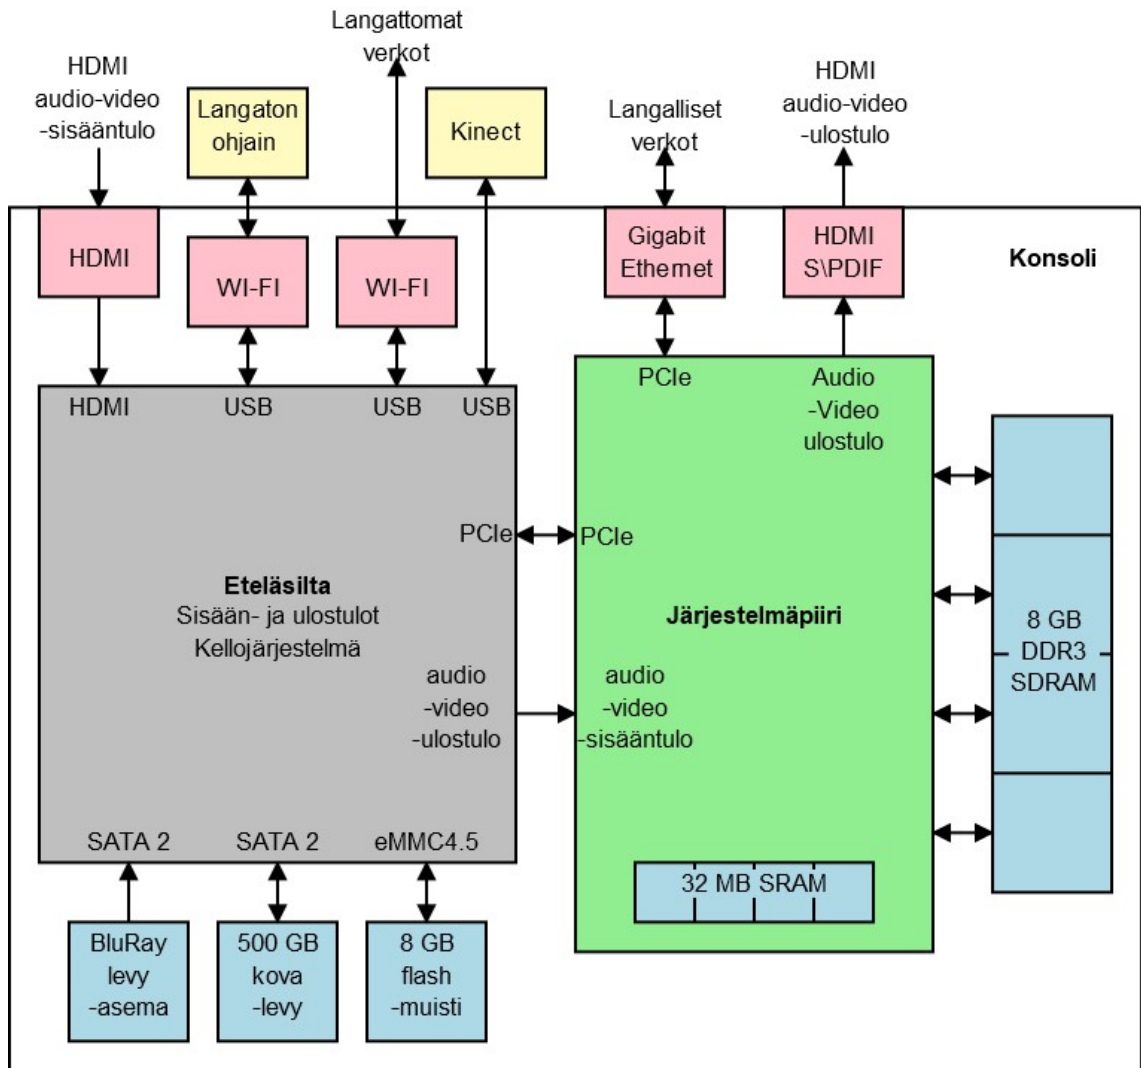 Langattomat
verkot
HDMI
audio-video
-sisääntulo
Langaton
ohjain
Kinect
Langalliset
verkot
HDMI
audio-video
-ulostulo
HDMI
WI-FI
WI-FI
Gigabit
Ethernet
HDMI
S\PDIF
Konsoli
HDMI
USB
USB
USB
PCIe
Audio
-Video
ulostulo
PCIe
PCIe
Eteläsilta
Sisään- ja ulostulot
Kellojärjestelmä
Järjestelmäpiiri
8 GB
DDR3
SDRAM
audio
-video
-ulostulo
audio
-video
-sisääntulo
SATA 2
SATA 2
eMMC4.5
32 MB SRAM
BluRay
levy
-asema
500 GB
kova
-levy
8 GB
flash
-muisti